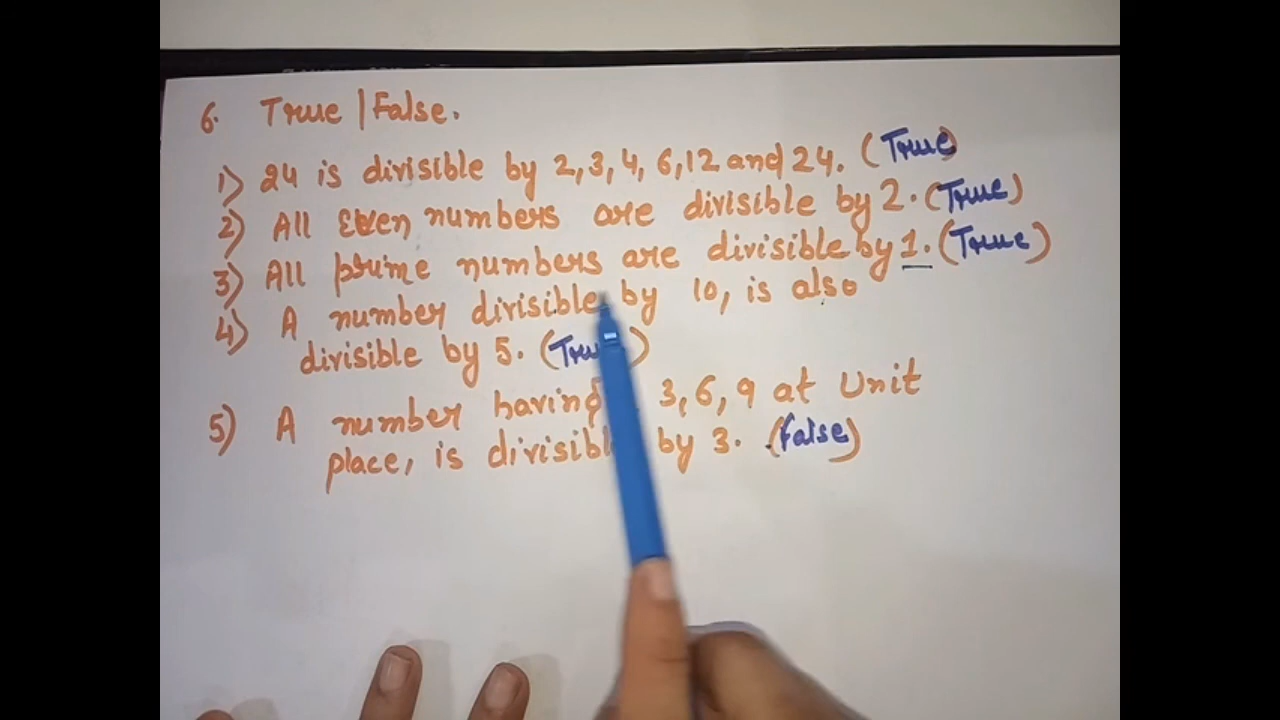 6. True | False.
1) 24 is divisible by 2, 3, 4, 6, 12 and 24. (True)
2) All Even numbers are divisible by 2. (True)
3) All prime numbers are divisible by 1. (True)
4) A number divisible by 10, is also
divisible by 5. (True)
5) A number having 3, 6, 9 at Unit
place, is divisible by 3. (false)